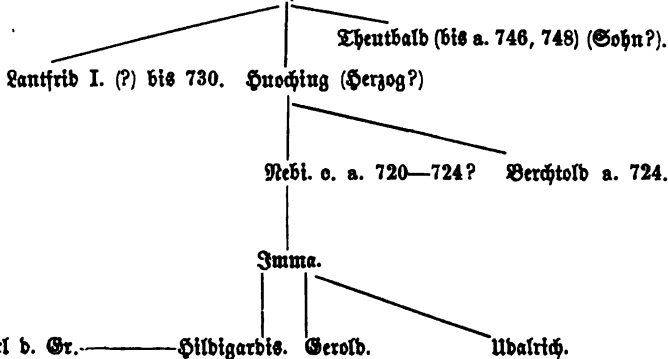 Theutbald (bis a. 746, 748) (Sohn?).
Lantfrid I. (?) bis 730. Huoching (Herzog?)
Nebi. c. a. 720—724? Berchtold a. 724.
Imma.
d. Gr. Hildigardis. Gerold. Udalrich.